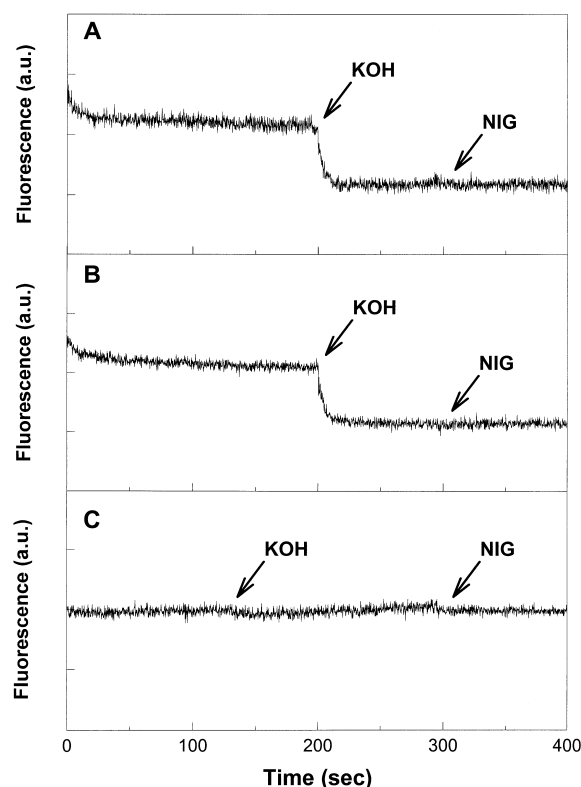 A
KOH
NIG
Fluorescence (a.u.)
B
KOH
NIG
Fluorescence (a.u.)
C
KOH
NIG
Fluorescence (a.u.)
0 100 200 300 400
Time (sec)